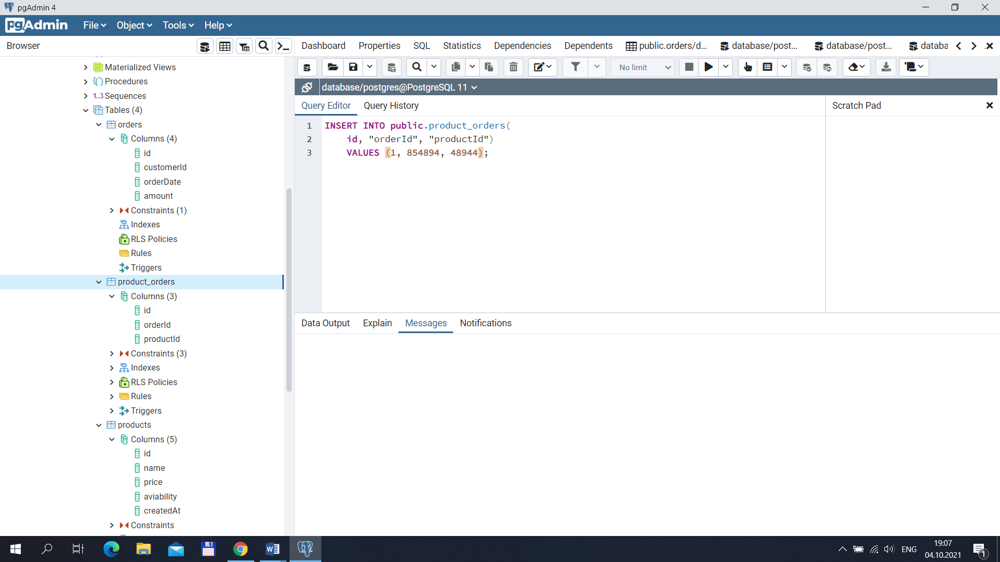 pgAdmin 4
pgAdmin File Object Tools Help
Browser
Dashboard Properties SQL Statistics Dependencies Dependents public.orders/d... database/post... database/post... databa
No limit
database/postgres@PostgreSQL 11
Query Editor Query History
Scratch Pad
1 INSERT INTO public.product_orders(
2 id, "orderId", "productId")
3 VALUES (1, 854894, 48944);
Data Output Explain Messages Notifications
Materialized Views
Procedures
1..3 Sequences
Tables (4)
orders
Columns (4)
id
customerId
orderDate
amount
Constraints (1)
Indexes
RLS Policies
Rules
Triggers
product_orders
Columns (3)
id
orderId
productId
Constraints (3)
Indexes
RLS Policies
Rules
Triggers
products
Columns (5)
id
name
price
aviability
createdAt
Constraints
ENG
19:07
04.10.2021
1